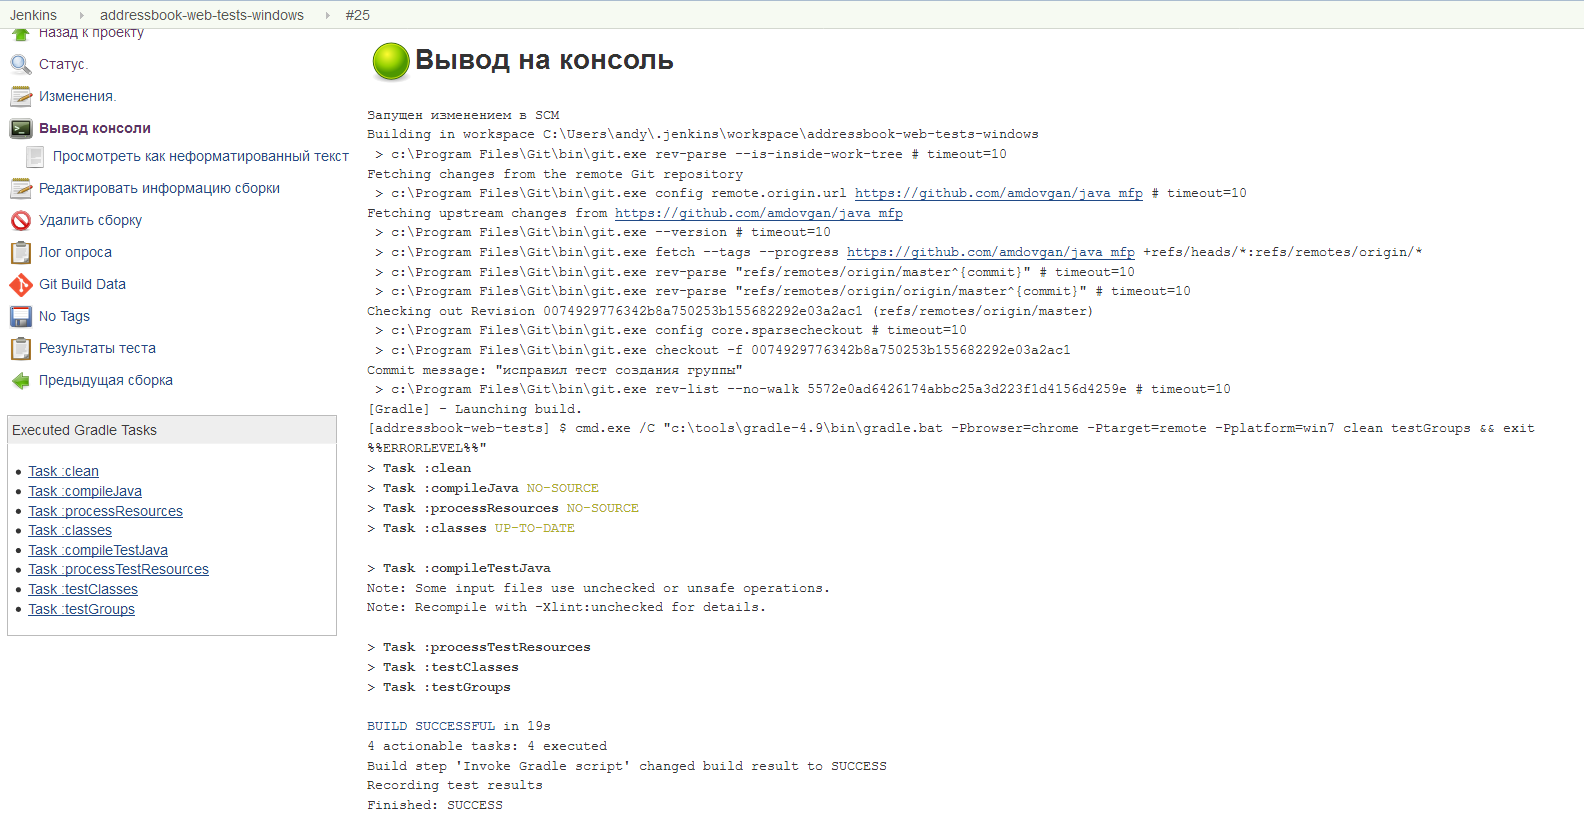 Jenkins
addressbook-web-tests-windows
#25
Назад к проекту
Статус.
Изменения.
Вывод консоли
Просмотреть как неформатированный текст
Редактировать информацию сборки
Удалить сборку
Лог опроса
Git Build Data
No Tags
Результаты теста
Предыдущая сборка
Executed Gradle Tasks
Task :clean
Task :compileJava
Task :processResources
Task :classes
Task :compileTestJava
Task :processTestResources
Task :testClasses
Task :testGroups
Вывод на консоль
Запущен изменением в SCM
Building in workspace C:\Users\andy\.jenkins\workspace\addressbook-web-tests-windows
> c:\Program Files\Git\bin\git.exe rev-parse --is-inside-work-tree # timeout=10
Fetching changes from the remote Git repository
> c:\Program Files\Git\bin\git.exe config remote.origin.url https://github.com/amdovgan/java_mfp # timeout=10
Fetching upstream changes from https://github.com/amdovgan/java_mfp
> c:\Program Files\Git\bin\git.exe --version # timeout=10
> c:\Program Files\Git\bin\git.exe fetch --tags --progress https://github.com/amdovgan/java_mfp +refs/heads/*:refs/remotes/origin/*
> c:\Program Files\Git\bin\git.exe rev-parse "refs/remotes/origin/master^{commit}" # timeout=10
> c:\Program Files\Git\bin\git.exe rev-parse "refs/remotes/origin/origin/master^{commit}" # timeout=10
Checking out Revision 0074929776342b8a750253b155682292e03a2ac1 (refs/remotes/origin/master)
> c:\Program Files\Git\bin\git.exe config core.sparsecheckout # timeout=10
> c:\Program Files\Git\bin\git.exe checkout -f 0074929776342b8a750253b155682292e03a2ac1
Commit message: "исправил тест создания группы"
> c:\Program Files\Git\bin\git.exe rev-list --no-walk 5572e0ad6426174abbc25a3d223f1d4156d4259e # timeout=10
[Gradle] - Launching build.
[addressbook-web-tests] $ cmd.exe /C "c:\tools\gradle-4.9\bin\gradle.bat -Pbrowser=chrome -Ptarget=remote -Pplatform=win7 clean testGroups && exit
%%ERRORLEVEL%%"
> Task :clean
> Task :compileJava NO-SOURCE
> Task :processResources NO-SOURCE
> Task :classes UP-TO-DATE
> Task :compileTestJava
Note: Some input files use unchecked or unsafe operations.
Note: Recompile with -Xlint:unchecked for details.
> Task :processTestResources
> Task :testClasses
> Task :testGroups
BUILD SUCCESSFUL in 19s
4 actionable tasks: 4 executed
Build step 'Invoke Gradle script' changed build result to SUCCESS
Recording test results
Finished: SUCCESS